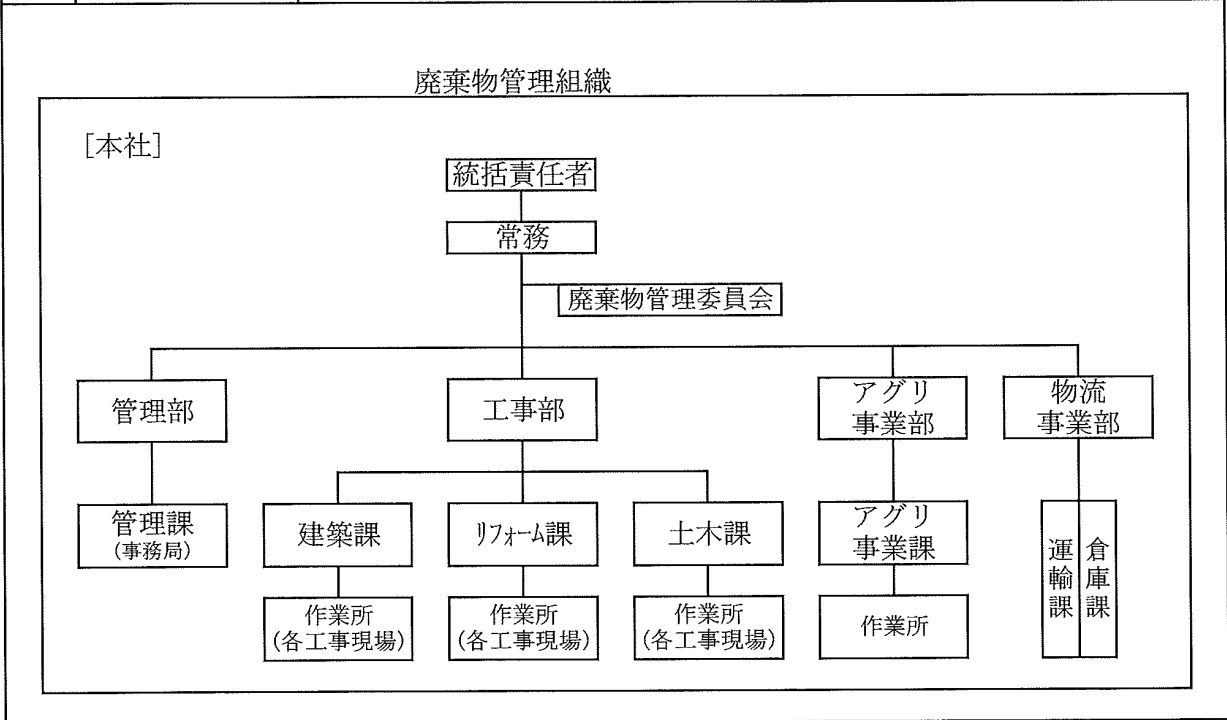 廃棄物管理組織
[本社]
統括責任者
常務
廃棄物管理委員会
管理部
工事部
アグリ
事業部
物流
事業部
管理課
(事務局)
建築課
リフォーム課
土木課
アグリ
事業課
運輸課
倉庫課
作業所
(各工事現場)
作業所
(各工事現場)
作業所
(各工事現場)
作業所